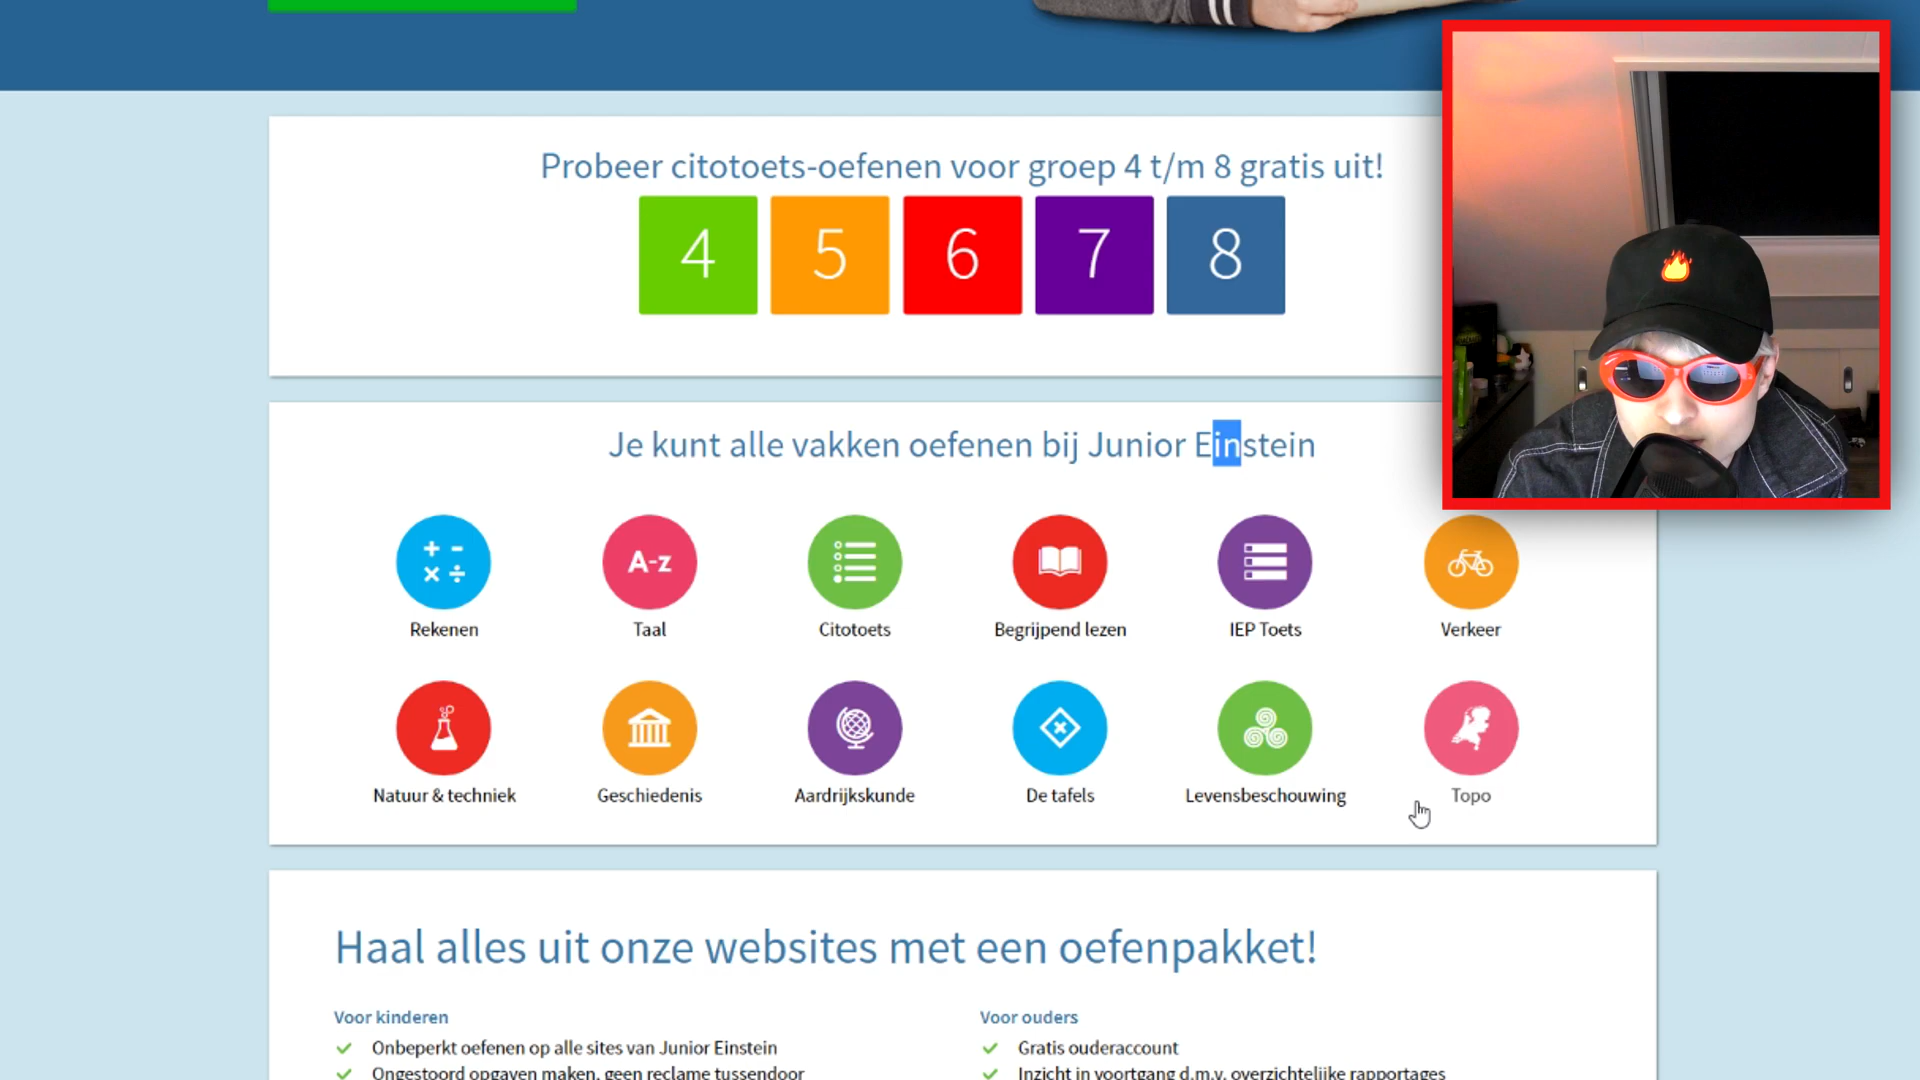 Probeer citotoets-oefenen voor groep 4 t/m 8 gratis uit!
4 5 6 7 8
Je kunt alle vakken oefenen bij Junior Einstein
A-z
Rekenen Taal Citotoets Begrijpend lezen IEP Toets Verkeer
Natuur & techniek Geschiedenis Aardrijkskunde De tafels Levensbeschouwing Topo
Haal alles uit onze websites met een oefenpakket!
Voor kinderen
Onbeperkt oefenen op alle sites van Junior Einstein
Ongestoord opgaven maken, geen reclame tussendoor
Voor ouders
Gratis ouderaccount
Inzicht in voortgang d.m.v. overzichtelijke rapportages